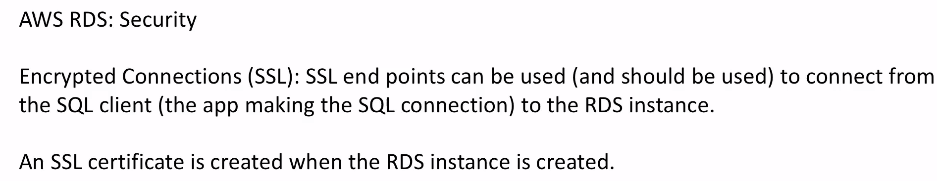 AWS RDS: Security
Encrypted Connections (SSL): SSL end points can be used (and should be used) to connect from
the SQL client (the app making the SQL connection) to the RDS instance.
An SSL certificate is created when the RDS instance is created.